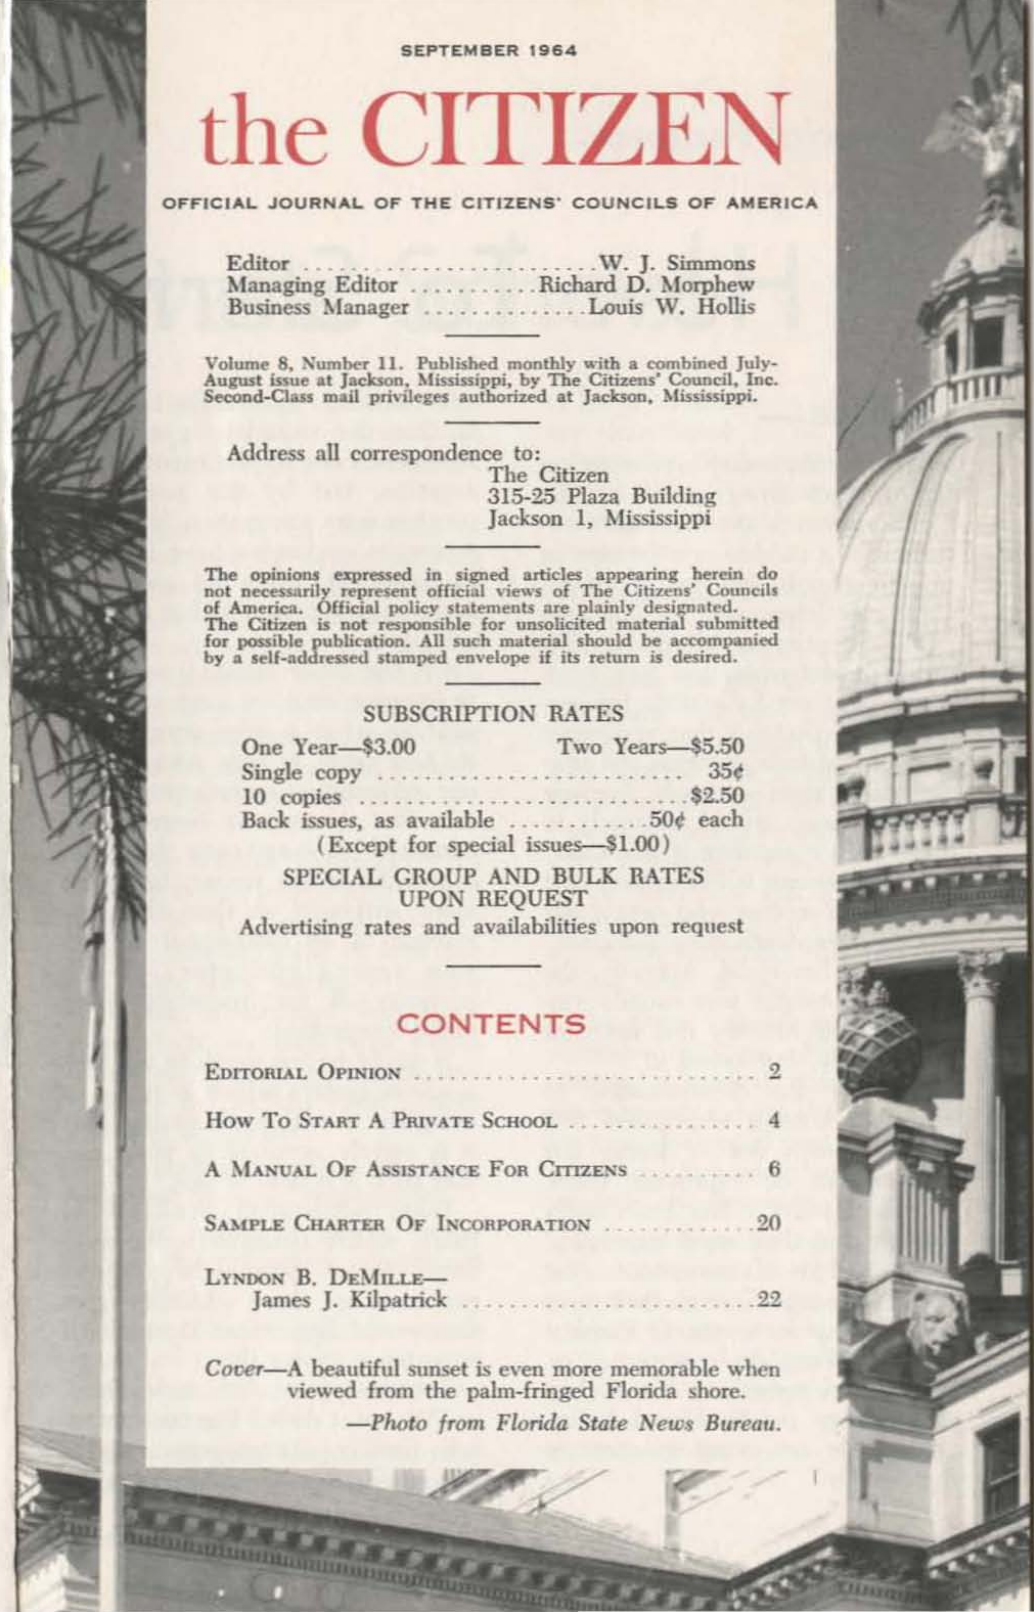 SEPTEMBER 1964
the CITIZEN
OFFICIAL JOURNAL OF THE CITIZENS' COUNCILS OF AMERICA
Editor ......................... W. J. Simmons
Managing Editor ........... Richard D. Morphew
Business Manager .............. Louis W. Hollis
Volume 8, Number 11. Published monthly with a combined July-
August issue at Jackson, Mississippi, by The Citizens' Council, Inc.
Second-Class mail privileges authorized at Jackson, Mississippi.
Address all correspondence to:
The Citizen
315-25 Plaza Building
Jackson 1, Mississippi
The opinions expressed in signed articles appearing herein do
not necessarily represent official views of The Citizens' Councils
of America. Official policy statements are plainly designated.
The Citizen is not responsible for unsolicited material submitted
for possible publication. All such material should be accompanied
by a self-addressed stamped envelope if its return is desired.
SUBSCRIPTION RATES
One Year—$3.00 Two Years—$5.50
Single copy .......................... 35¢
10 copies ............................ $2.50
Back issues, as available ............ 50¢ each
(Except for special issues—$1.00)
SPECIAL GROUP AND BULK RATES
UPON REQUEST
Advertising rates and availabilities upon request
CONTENTS
EDITORIAL OPINION ............................. 2
HOW TO START A PRIVATE SCHOOL ................ 4
A MANUAL OF ASSISTANCE FOR CITIZENS .......... 6
SAMPLE CHARTER OF INCORPORATION ............. 20
LYNDON B. DEMILLE—
James J. Kilpatrick ......................... 22
Cover—A beautiful sunset is even more memorable when
viewed from the palm-fringed Florida shore.
—Photo from Florida State News Bureau.
1